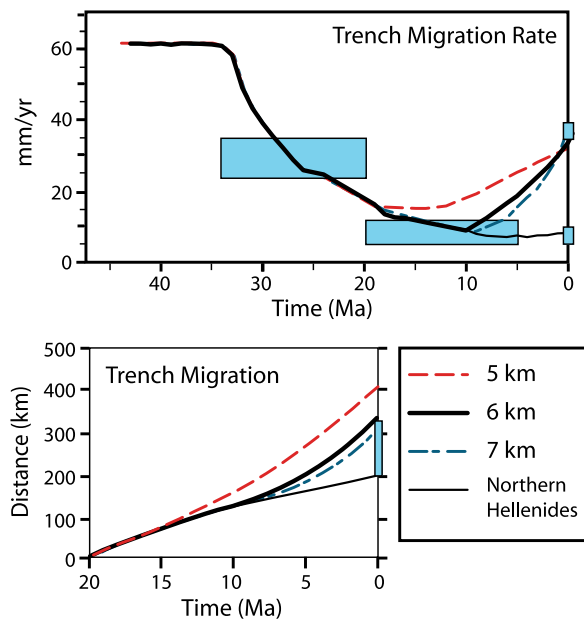 Trench Migration Rate
mm/yr
60
40
20
0
40
30
20
10
0
Time (Ma)
Trench Migration
Distance (km)
500
400
300
200
100
0
20
15
10
5
0
Time (Ma)
5 km
6 km
7 km
Northern
Hellenides